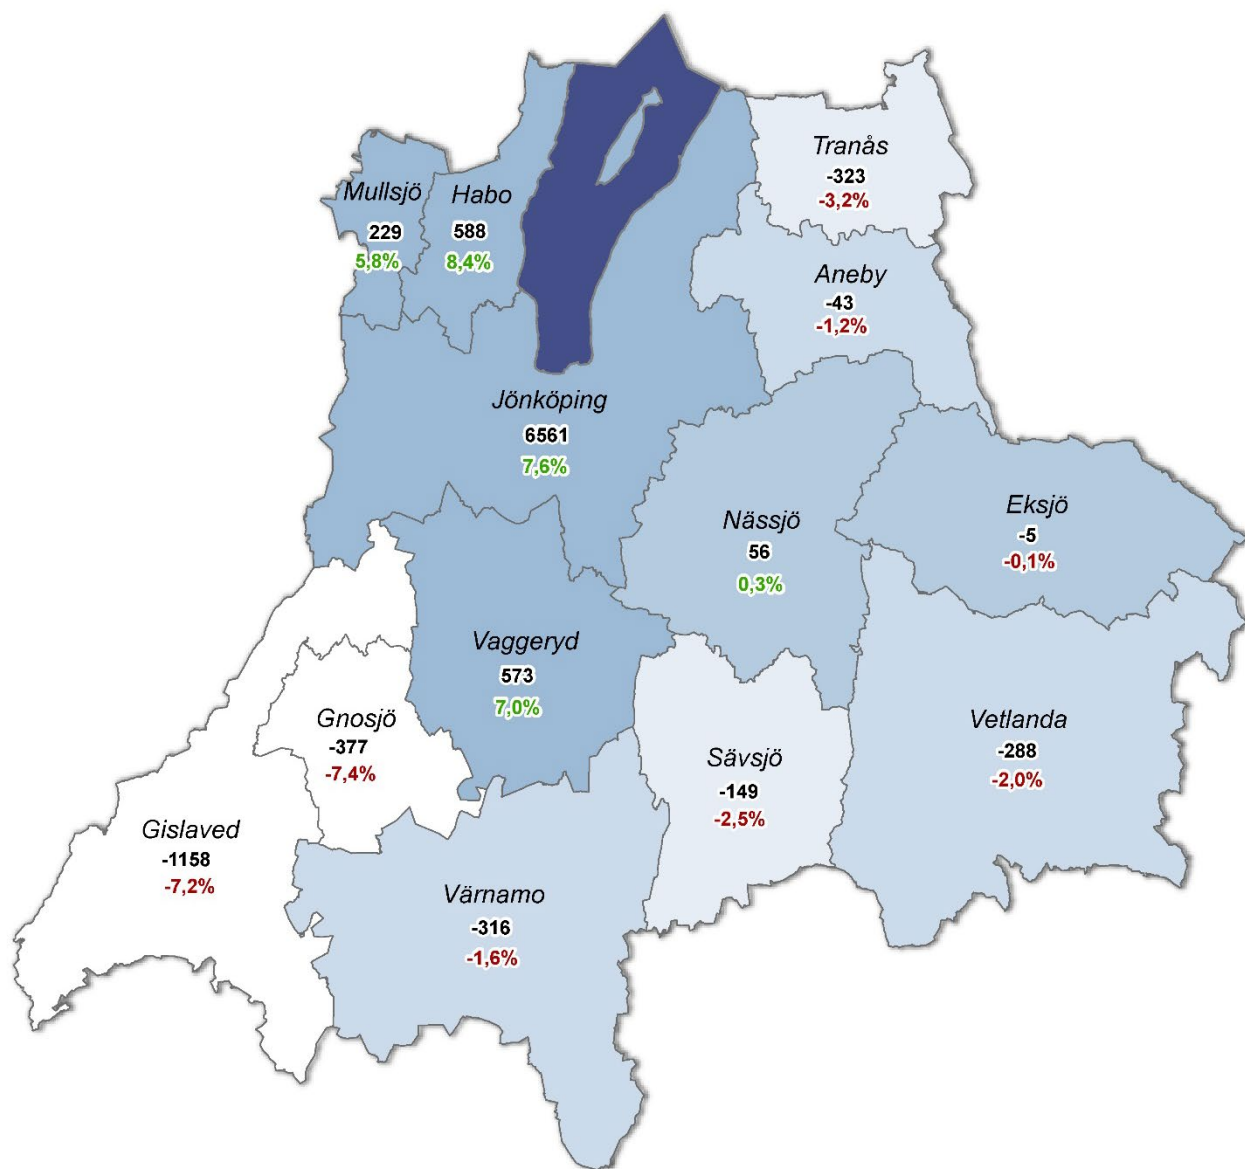 Tranås
-323
-3,2%
Mullsjö
229
5,8%
Habo
588
8,4%
Aneby
-43
-1,2%
Jönköping
6561
7,6%
Nässjö
56
0,3%
Eksjö
-5
-0,1%
Vaggeryd
573
7,0%
Gnosjö
-377
-7,4%
Sävsjö
-149
-2,5%
Vetlanda
-288
-2,0%
Gislaved
-1158
-7,2%
Värnamo
-316
-1,6%